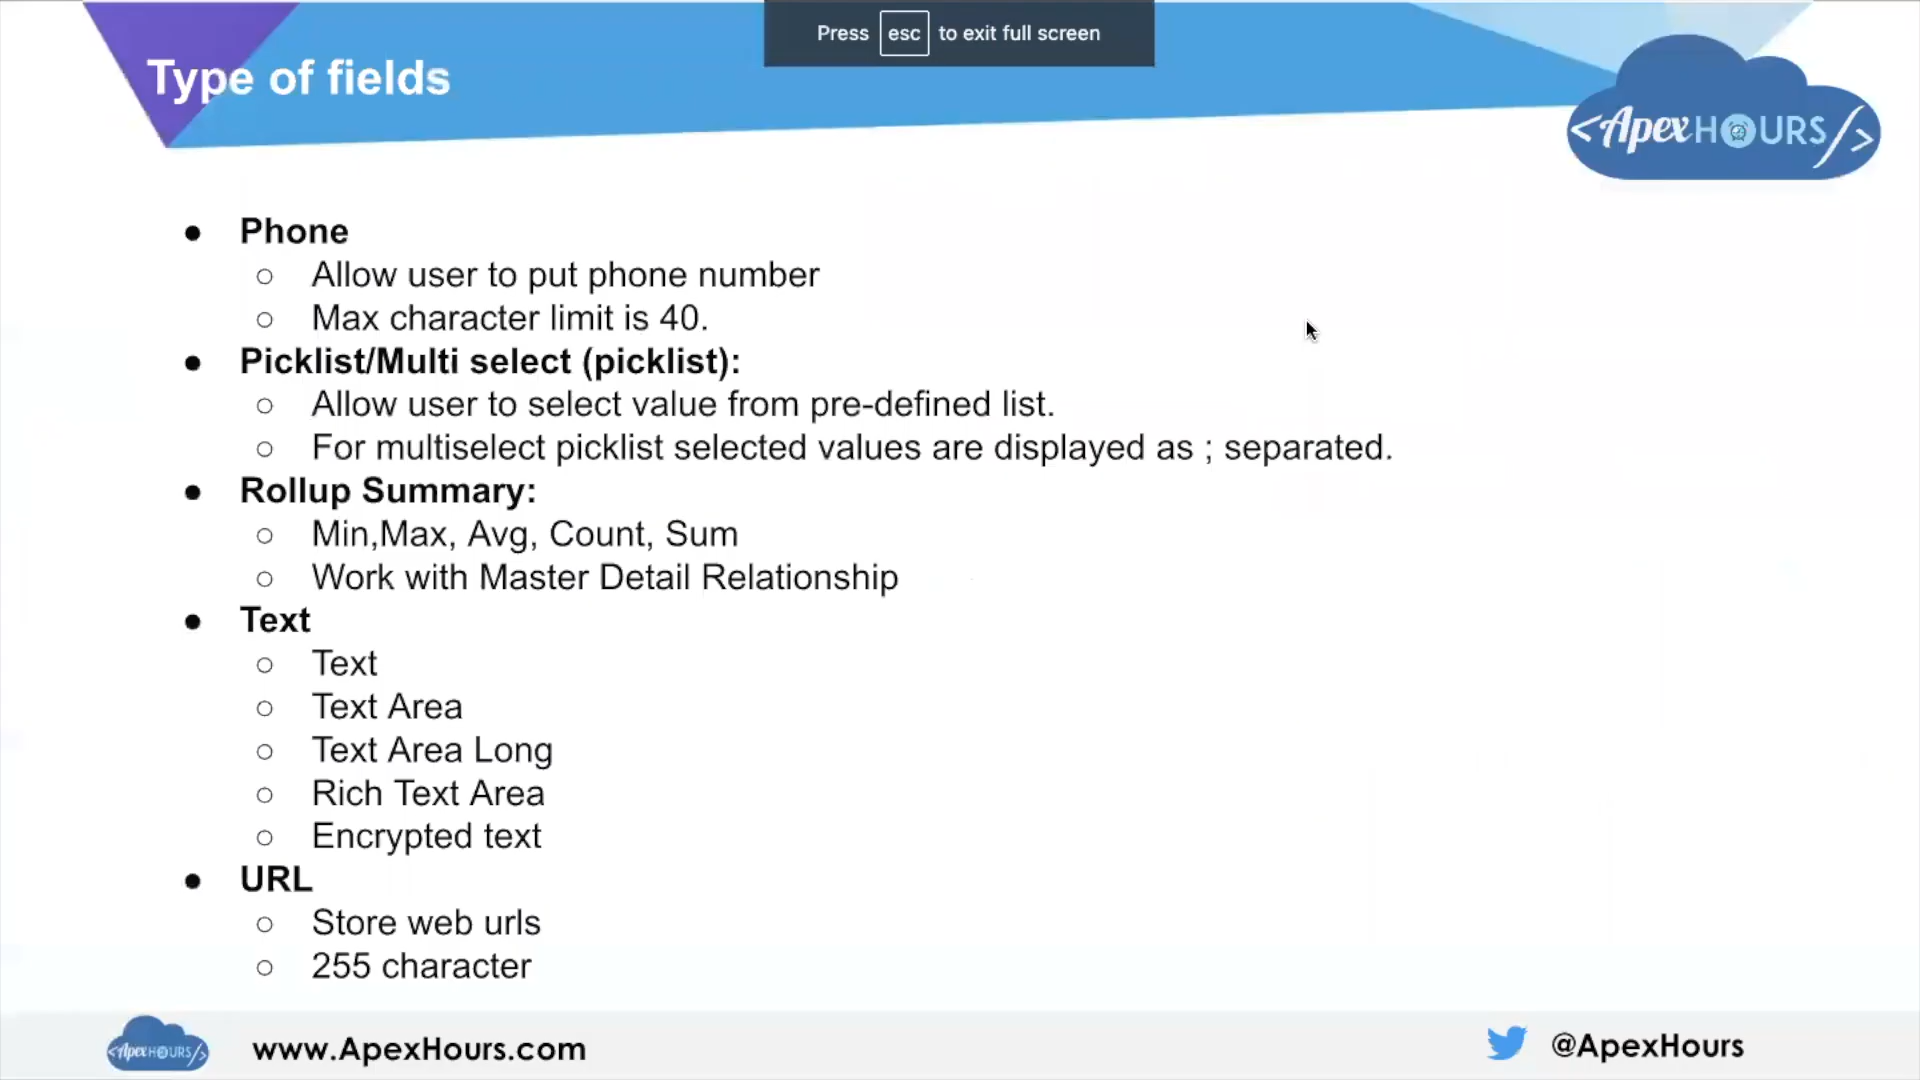 Press esc to exit full screen
Type of fields
<ApexHOURS/>
● Phone
○ Allow user to put phone number
○ Max character limit is 40.
● Picklist/Multi select (picklist):
○ Allow user to select value from pre-defined list.
○ For multiselect picklist selected values are displayed as ; separated.
● Rollup Summary:
○ Min,Max, Avg, Count, Sum
○ Work with Master Detail Relationship
● Text
○ Text
○ Text Area
○ Text Area Long
○ Rich Text Area
○ Encrypted text
● URL
○ Store web urls
○ 255 character
<ApexHOURS/> www.ApexHours.com @ApexHours